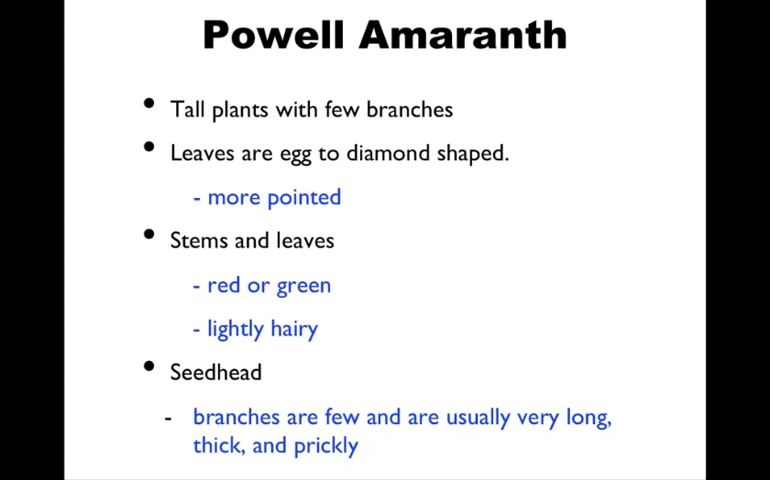 Powell Amaranth
• Tall plants with few branches
• Leaves are egg to diamond shaped.
- more pointed
• Stems and leaves
- red or green
- lightly hairy
• Seedhead
- branches are few and are usually very long,
thick, and prickly